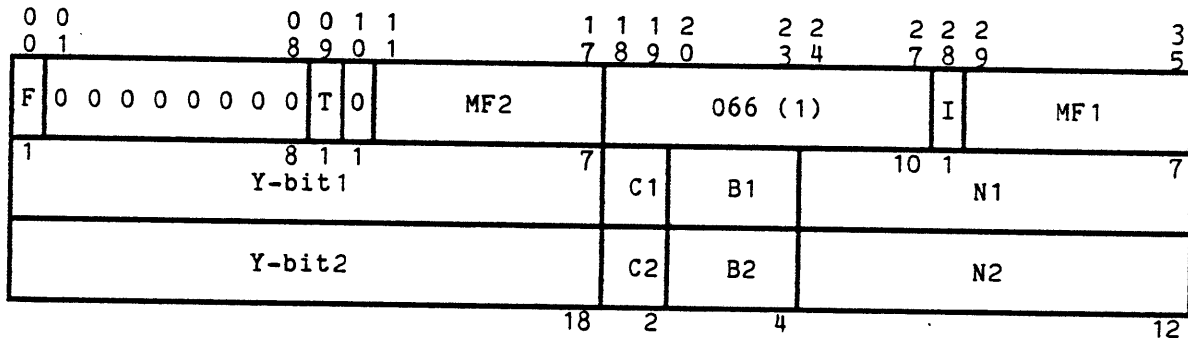 0 0 0 0 1 1 1 1 1 2 2 2 2 2 2 3
0 1 8 9 0 1 7 8 9 0 3 4 7 8 9 5
F 0 0 0 0 0 0 0 0 T 0 MF2 066 (1) I MF1
1 8 1 1 7 10 1 7
Y-bit1 C1 B1 N1
Y-bit2 C2 B2 N2
18 2 4 12